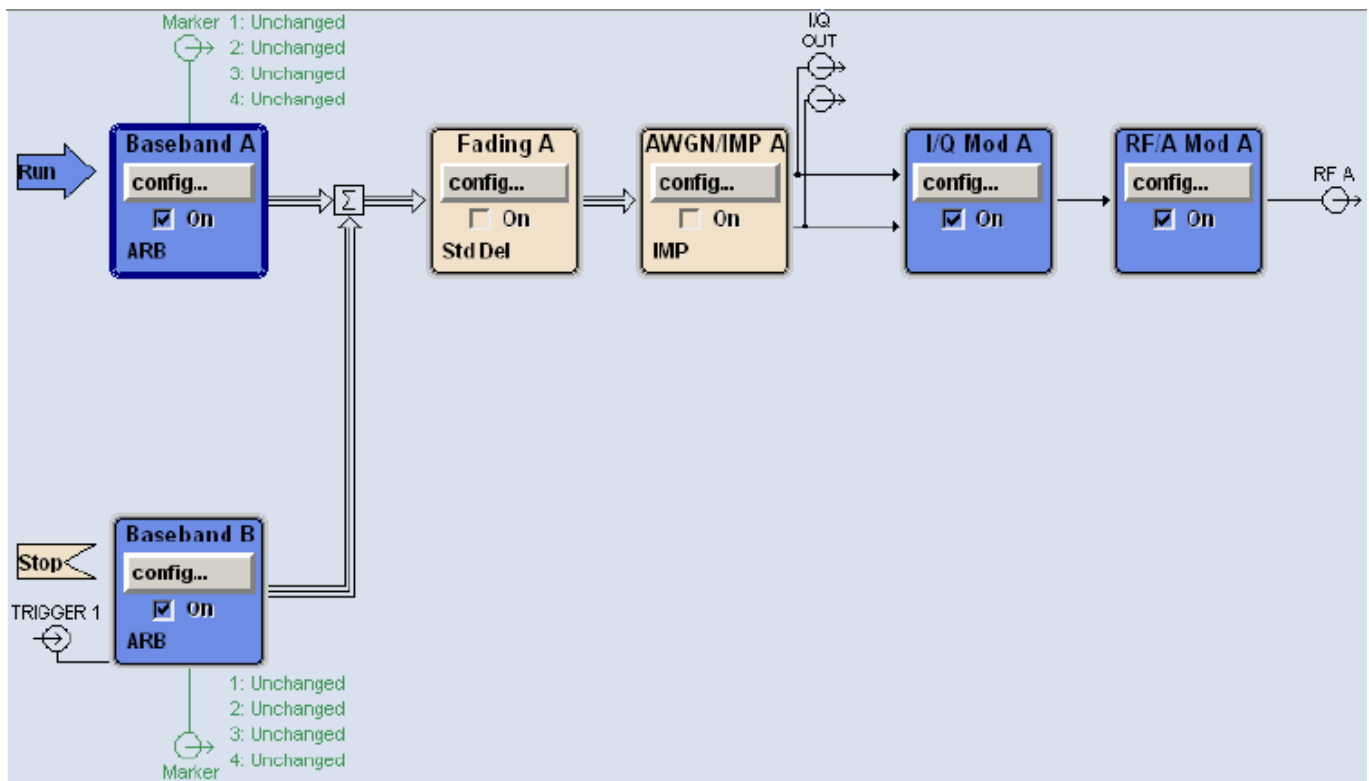 Marker 1: Unchanged
2: Unchanged
3: Unchanged
4: Unchanged
I/Q
OUT
Run
Baseband A
config...
On
ARB
Σ
Fading A
config...
On
Std Del
AWGN/IMP A
config...
On
IMP
I/Q Mod A
config...
On
RF/A Mod A
config...
On
RF A
Stop
TRIGGER 1
Baseband B
config...
On
ARB
1: Unchanged
2: Unchanged
3: Unchanged
4: Unchanged
Marker